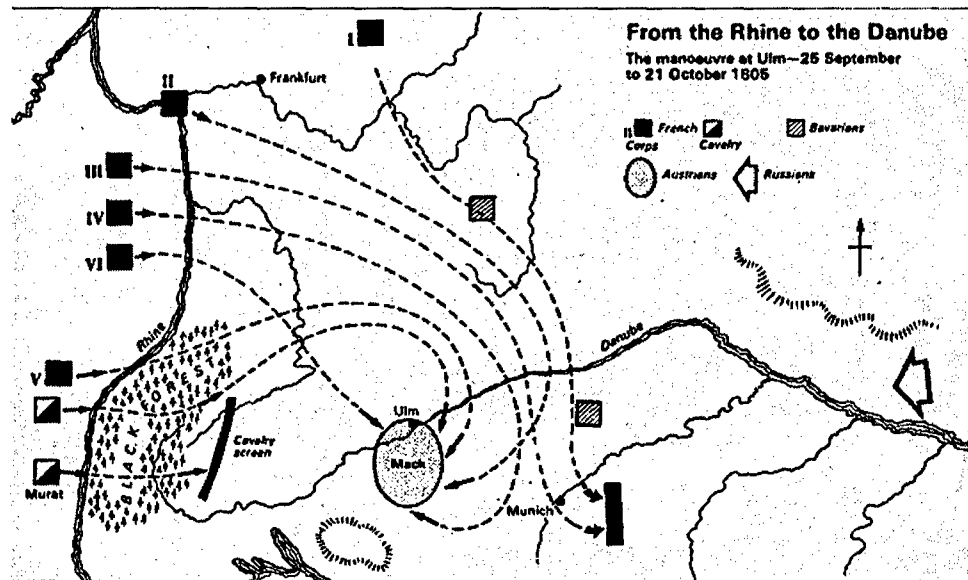 From the Rhine to the Danube
The manoeuvre at Ulm—25 September
to 21 October 1805
II French Corps
Cavalry
Bavarians
Austrians
Russians
I
Frankfurt
II
III
IV
VI
Rhine
V
BLACK FOREST
Cavalry
screen
Murat
Ulm
Mack
Danube
Munich